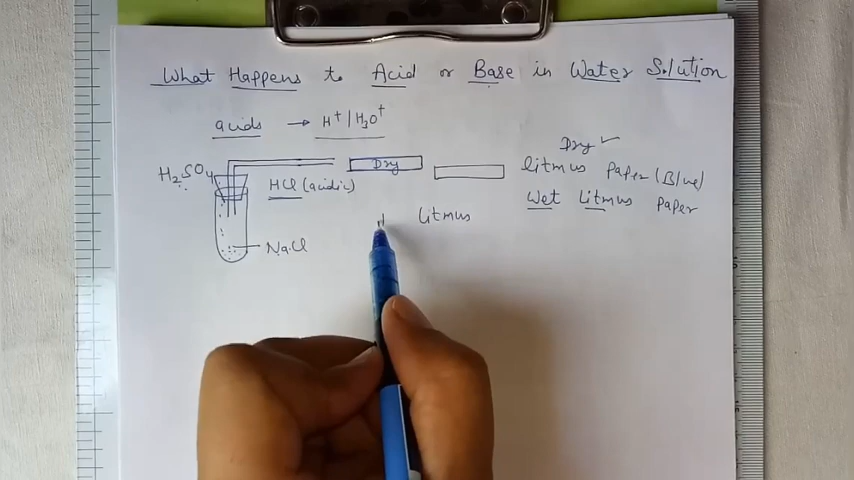 What Happens to Acid or Base in Water Solution
acids → H+/H3O+
Dry ✓
H2SO4 Dry litmus Paper (Blue)
HCl (acidic) Wet Litmus Paper
Litmus
NaCl